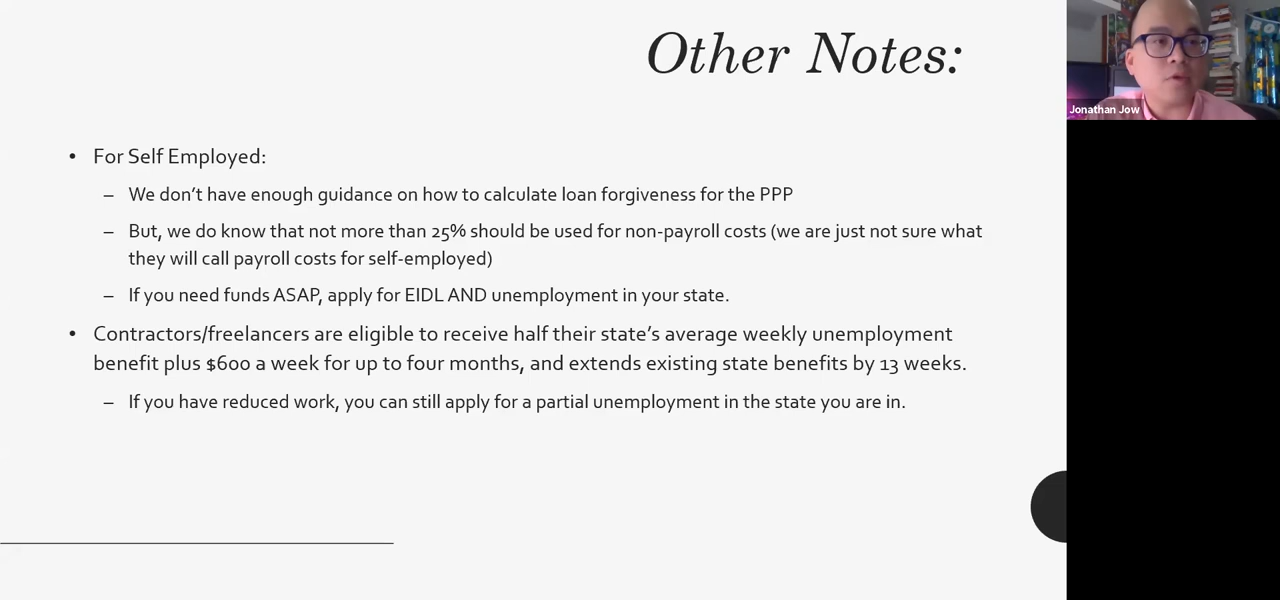 Other Notes:
Jonathan Jow
• For Self Employed:
– We don’t have enough guidance on how to calculate loan forgiveness for the PPP
– But, we do know that not more than 25% should be used for non-payroll costs (we are just not sure what
they will call payroll costs for self-employed)
– If you need funds ASAP, apply for EIDL AND unemployment in your state.
• Contractors/freelancers are eligible to receive half their state’s average weekly unemployment
benefit plus $600 a week for up to four months, and extends existing state benefits by 13 weeks.
– If you have reduced work, you can still apply for a partial unemployment in the state you are in.